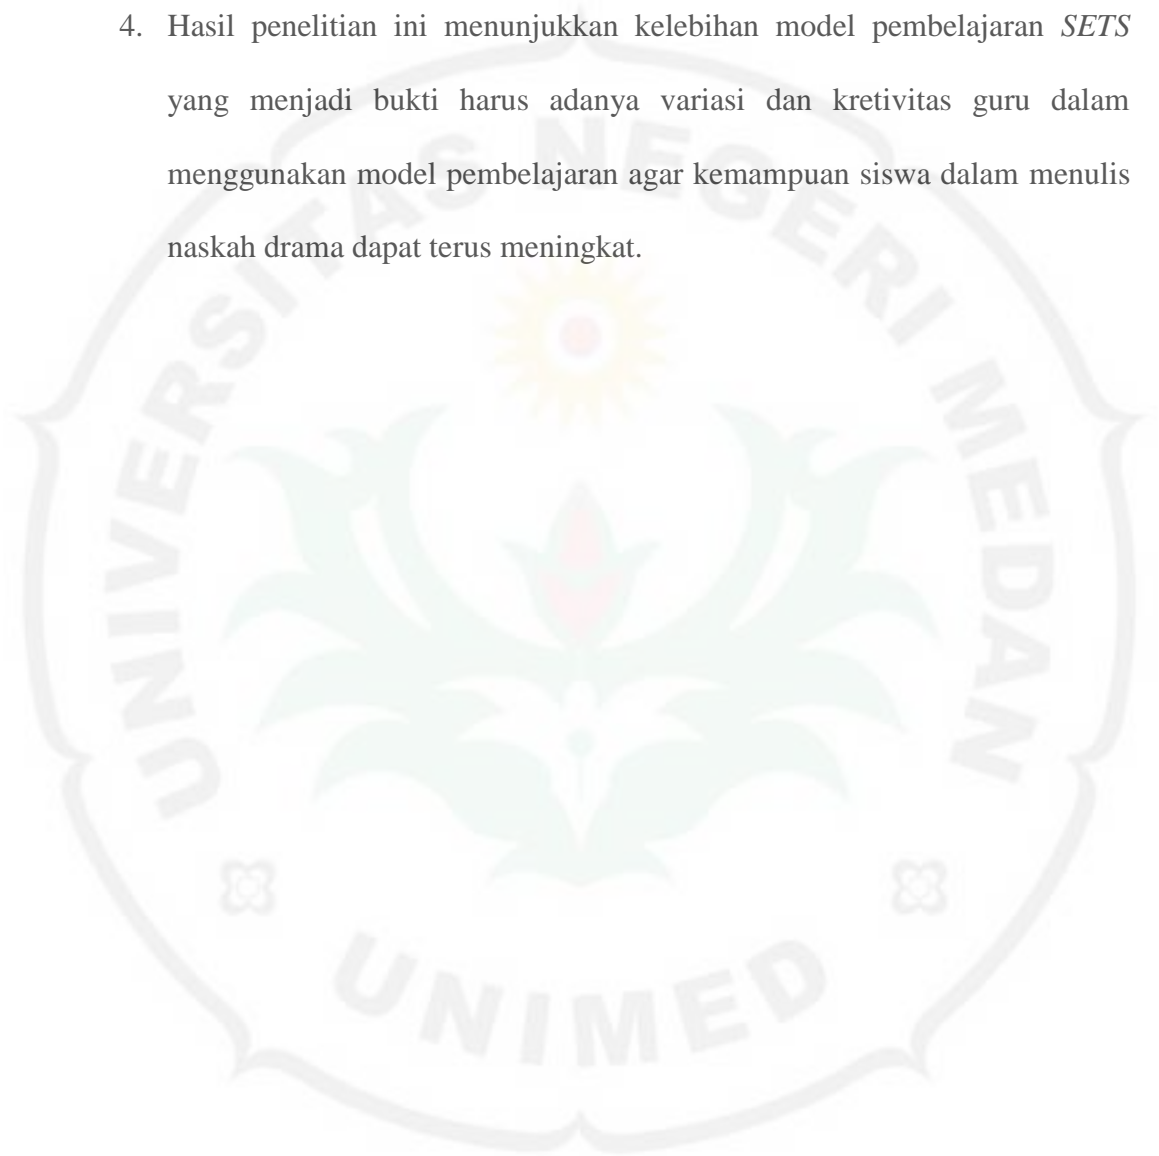 4. Hasil penelitian ini menunjukkan kelebihan model pembelajaran SETS
yang menjadi bukti harus adanya variasi dan kretivitas guru dalam
menggunakan model pembelajaran agar kemampuan siswa dalam menulis
naskah drama dapat terus meningkat.
UNIVERSITAS NEGERI MEDAN
UNIMED